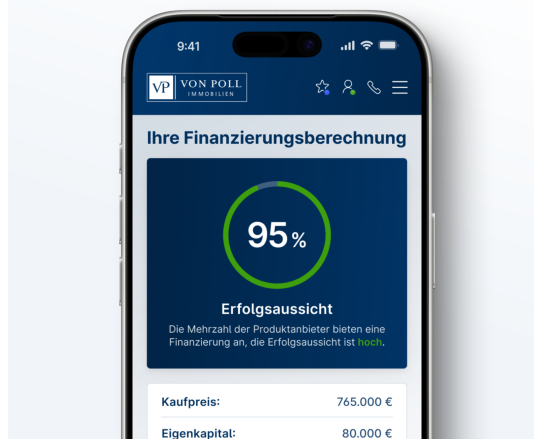 9:41
VP VON POLL
IMMOBILIEN
Ihre Finanzierungsberechnung
95 %
Erfolgsaussicht
Die Mehrzahl der Produktanbieter bieten eine
Finanzierung an, die Erfolgsaussicht ist hoch.
Kaufpreis: 765.000 €
Eigenkapital: 80.000 €